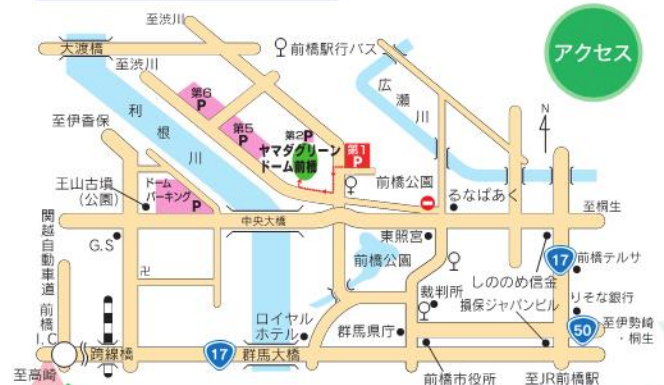 至渋川
大渡橋
前橋駅行バス
アクセス
至渋川
広瀬川
第6
P
利根川
至伊香保
第5
P
第2P
ヤマダグリーン
ドーム前橋
第1
P
N
王山古墳
(公園)
ドーム
パーキング
P
前橋公園
るなぱあく
至桐生
関越自動車道
前橋I.C
中央大橋
G.S
卍
東照宮
前橋公園
17
前橋テルサ
しののめ信金
裁判所
損保ジャパンビル
りそな銀行
ロイヤル
ホテル
群馬県庁
50
至伊勢崎
・桐生
跨線橋
17
群馬大橋
至高崎
前橋市役所
至JR前橋駅